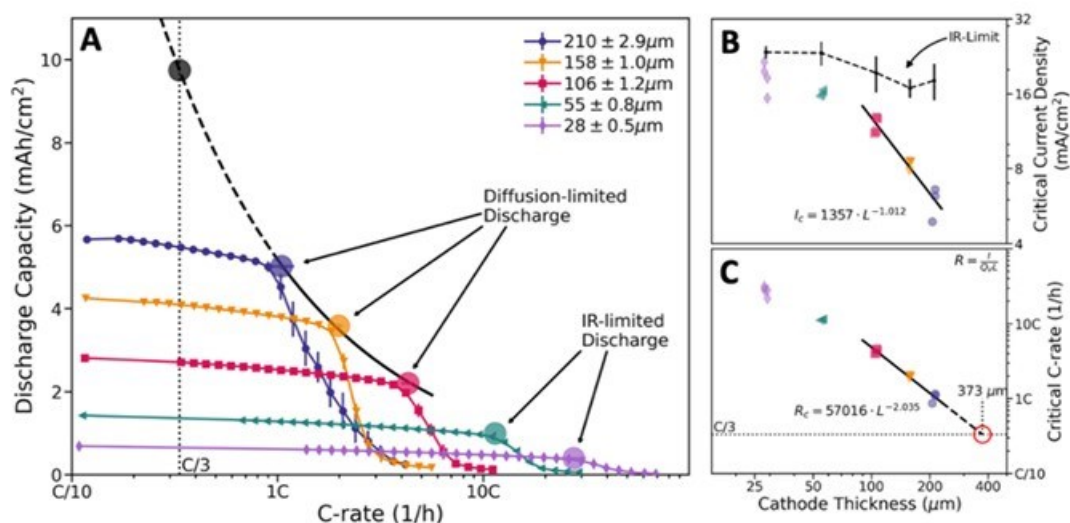 A
210 ± 2.9μm
158 ± 1.0μm
106 ± 1.2μm
55 ± 0.8μm
28 ± 0.5μm
Diffusion-limited
Discharge
IR-limited
Discharge
C/3
10
8
6
4
2
0
Discharge Capacity (mAh/cm²)
C/10
1C
10C
C-rate (1/h)
B
IR-Limit
I_c = 1357 · L^{-1.012}
32
16
8
4
Critical Current Density
(mA/cm²)
C
R = I/(Q_vL)
373 μm
R_c = 57016 · L^{-2.035}
C/3
10C
1C
C/10
Critical C-rate (1/h)
25
50
100
200
400
Cathode Thickness (μm)